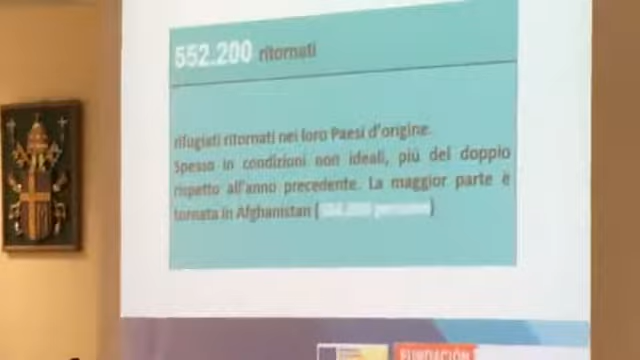 552.200 ritornati
rifugiati ritornati nei loro Paesi d'origine.
Spesso in condizioni non ideali, più del doppio
rispetto all'anno precedente. La maggior parte è
tornata in Afghanistan (
FUNDACIÓN